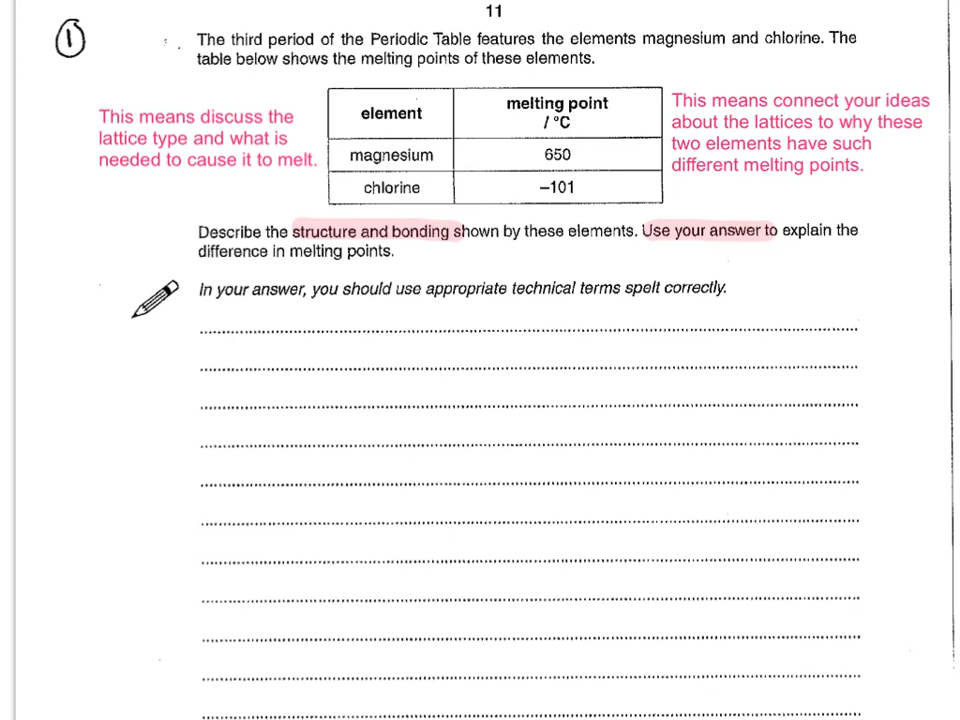 11
1
The third period of the Periodic Table features the elements magnesium and chlorine. The
table below shows the melting points of these elements.
This means discuss the
lattice type and what is
needed to cause it to melt.
element melting point
/ °C
magnesium 650
chlorine –101
This means connect your ideas
about the lattices to why these
two elements have such
different melting points.
Describe the structure and bonding shown by these elements. Use your answer to explain the
difference in melting points.
In your answer, you should use appropriate technical terms spelt correctly.